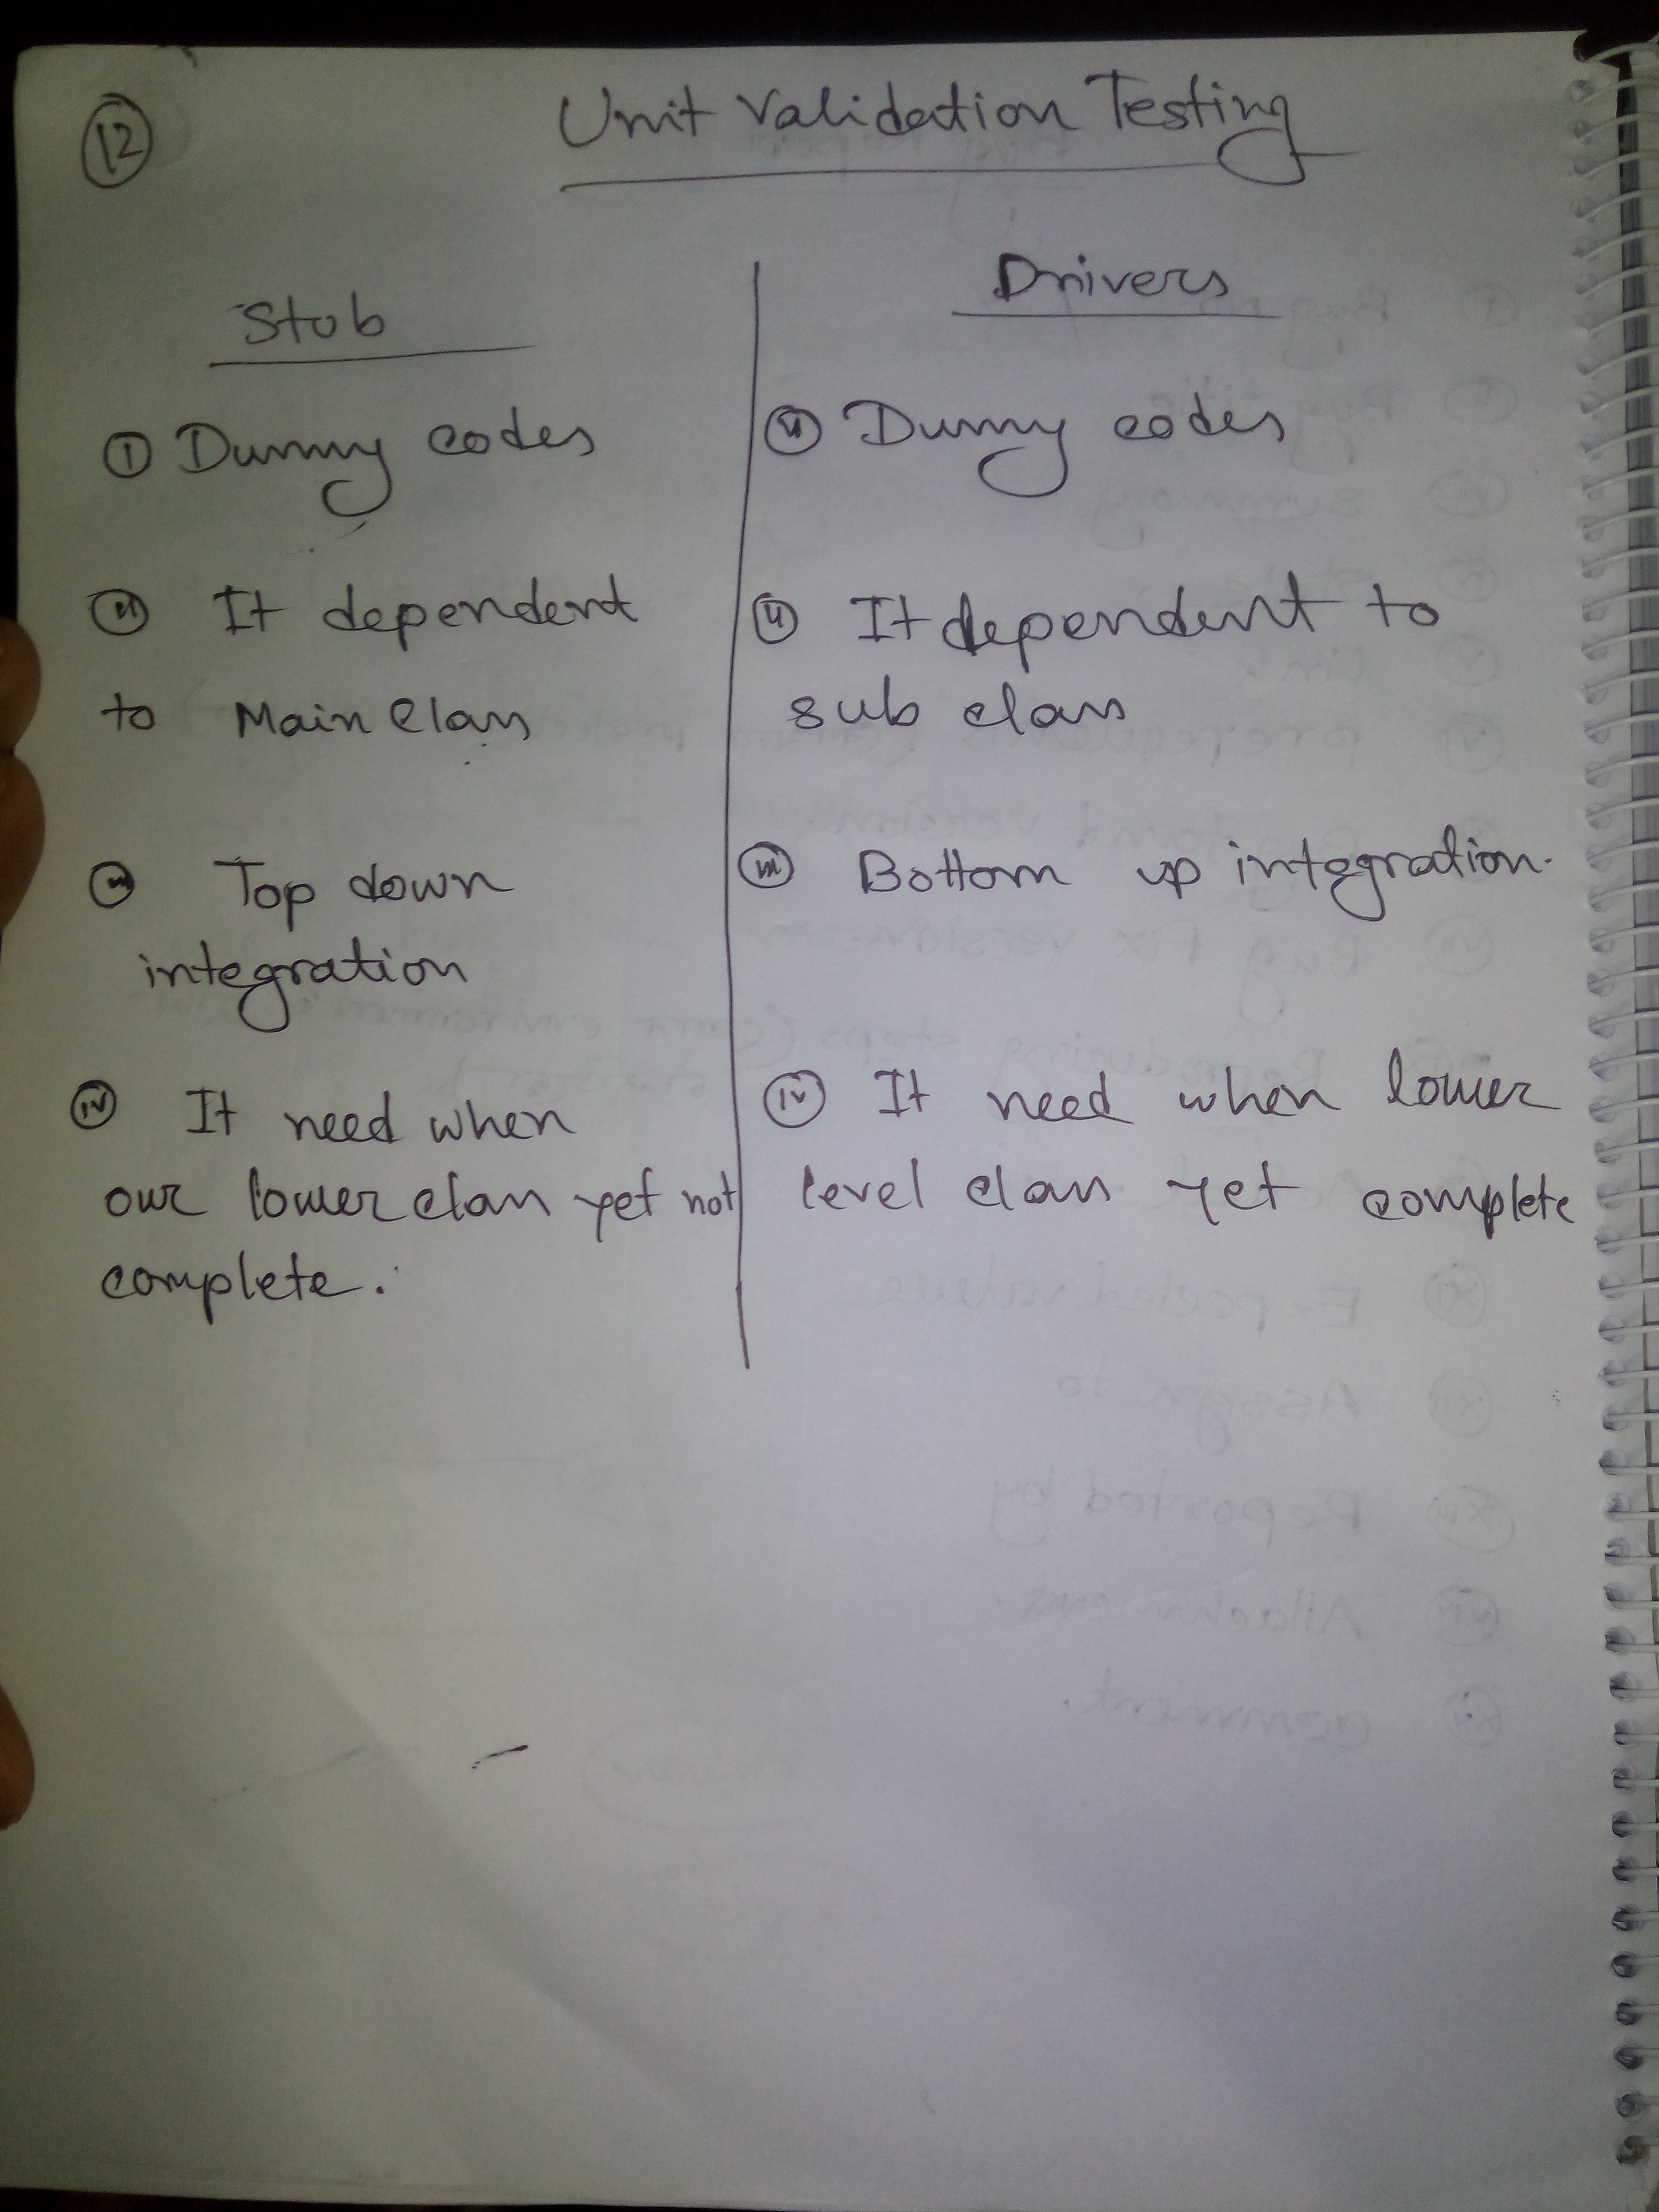 12
Unit Validation Testing
Stub
① Dummy codes
ⅱ It dependent
to Main Class
ⅲ Top down
integration
ⅳ It need when
our lower class yet not
complete.
Drivers
Dummy codes
ⅱ It dependent to
sub class
ⅲ Bottom up integration.
ⅳ It need when lower
level class yet complete